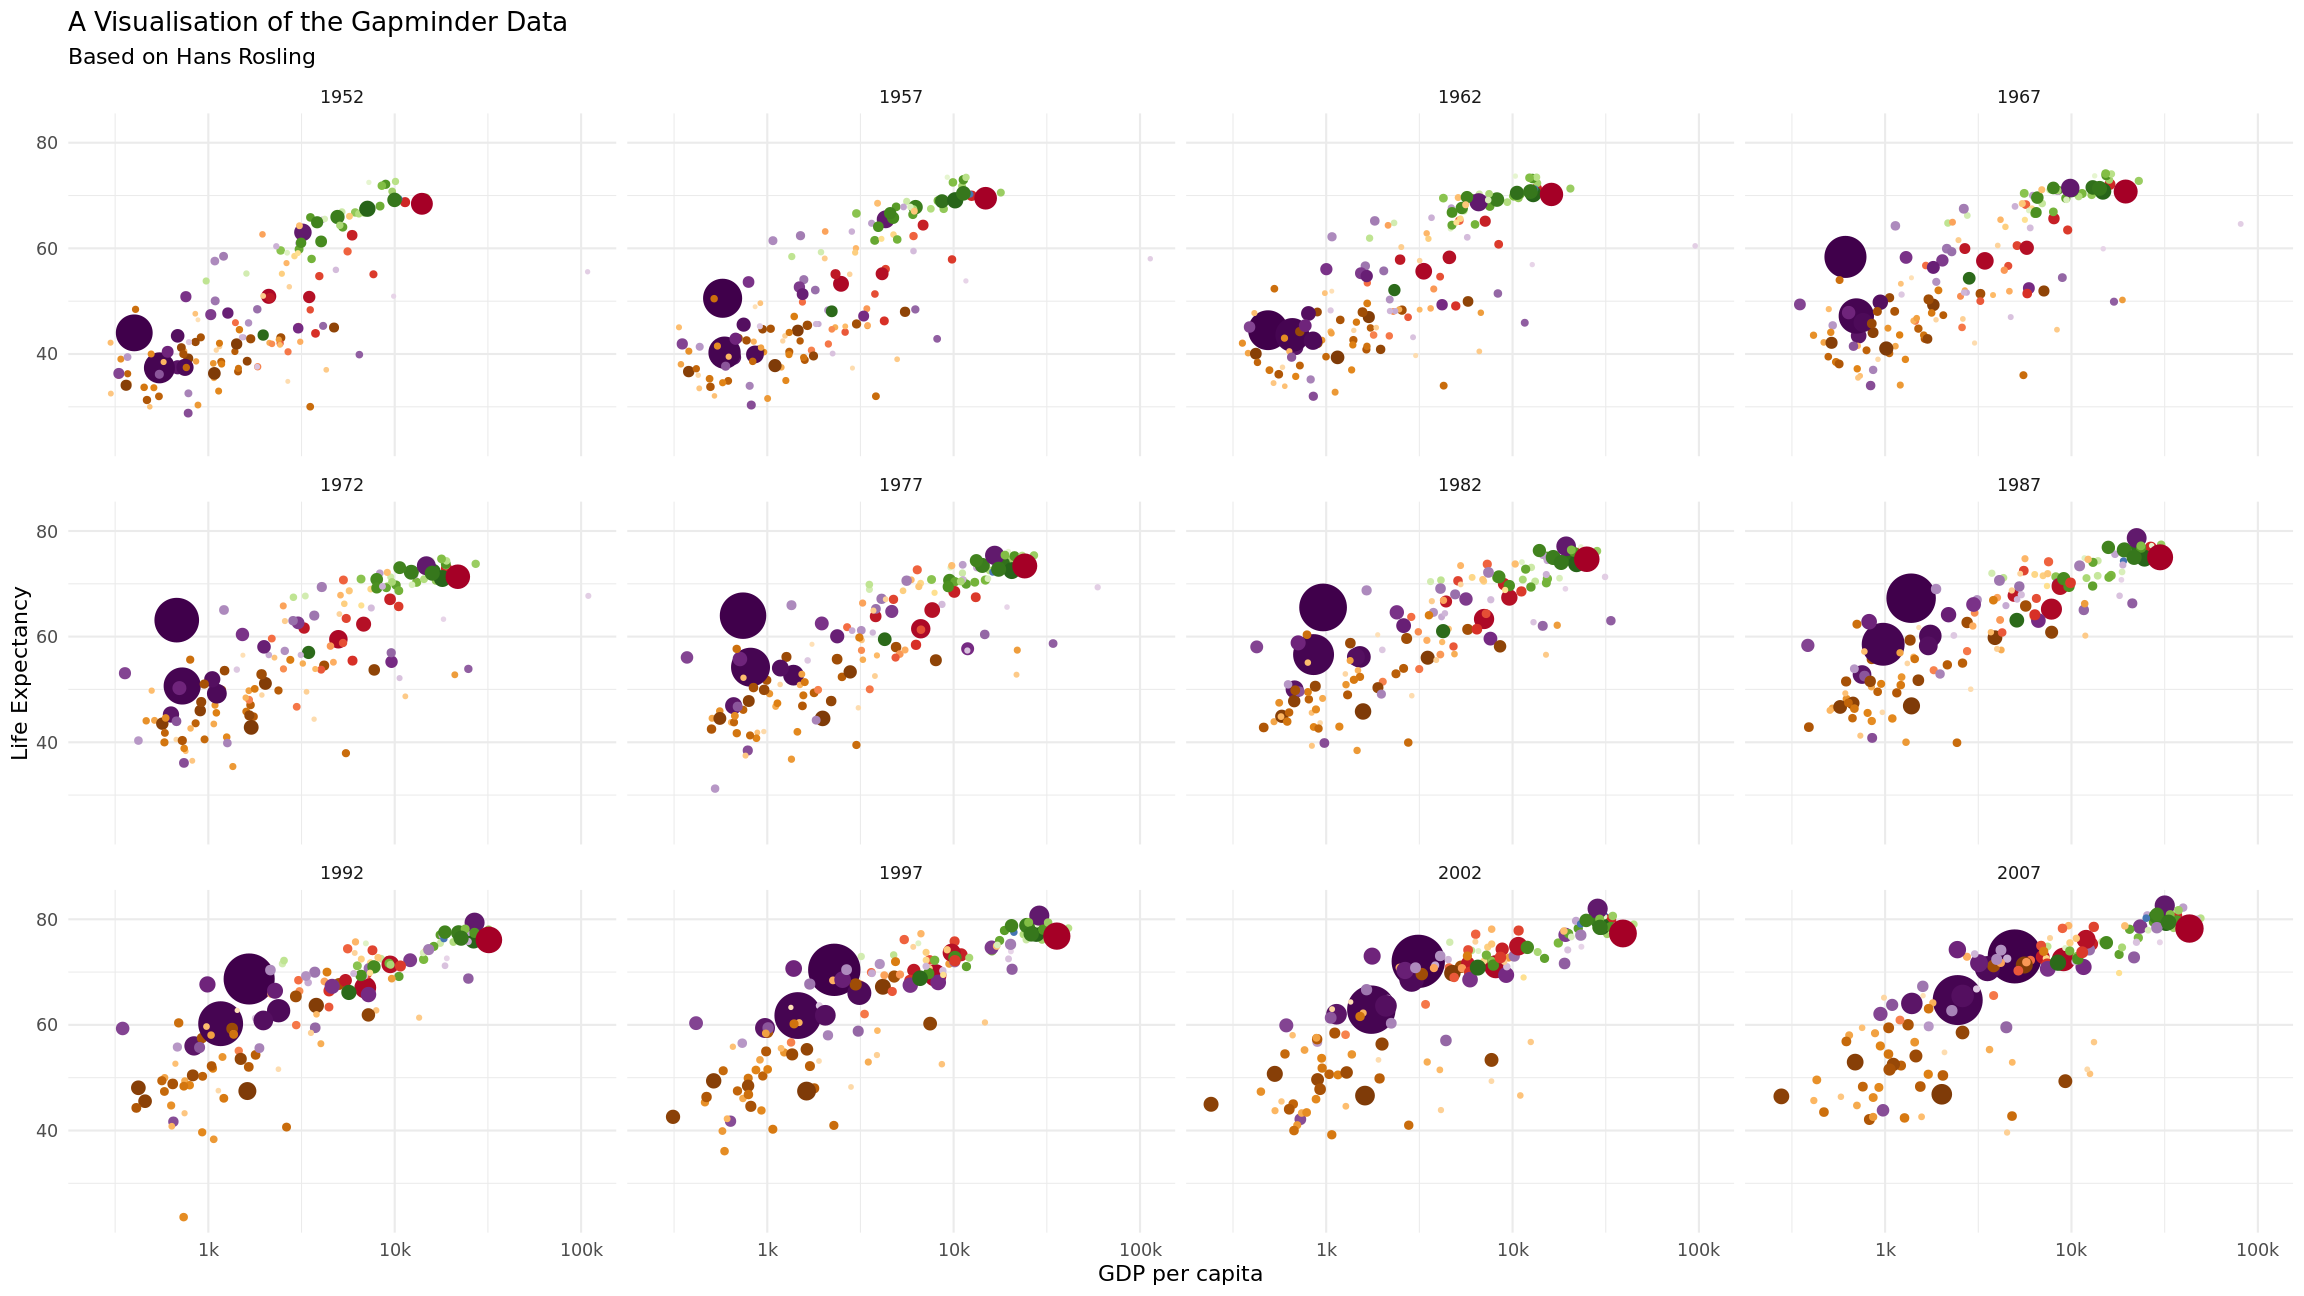 A Visualisation of the Gapminder Data
Based on Hans Rosling
1952 1957 1962 1967
80
60
40
1972 1977 1982 1987
80
60
40
Life Expectancy
1992 1997 2002 2007
80
60
40
1k 10k 100k 1k 10k 100k 1k 10k 100k 1k 10k 100k
GDP per capita